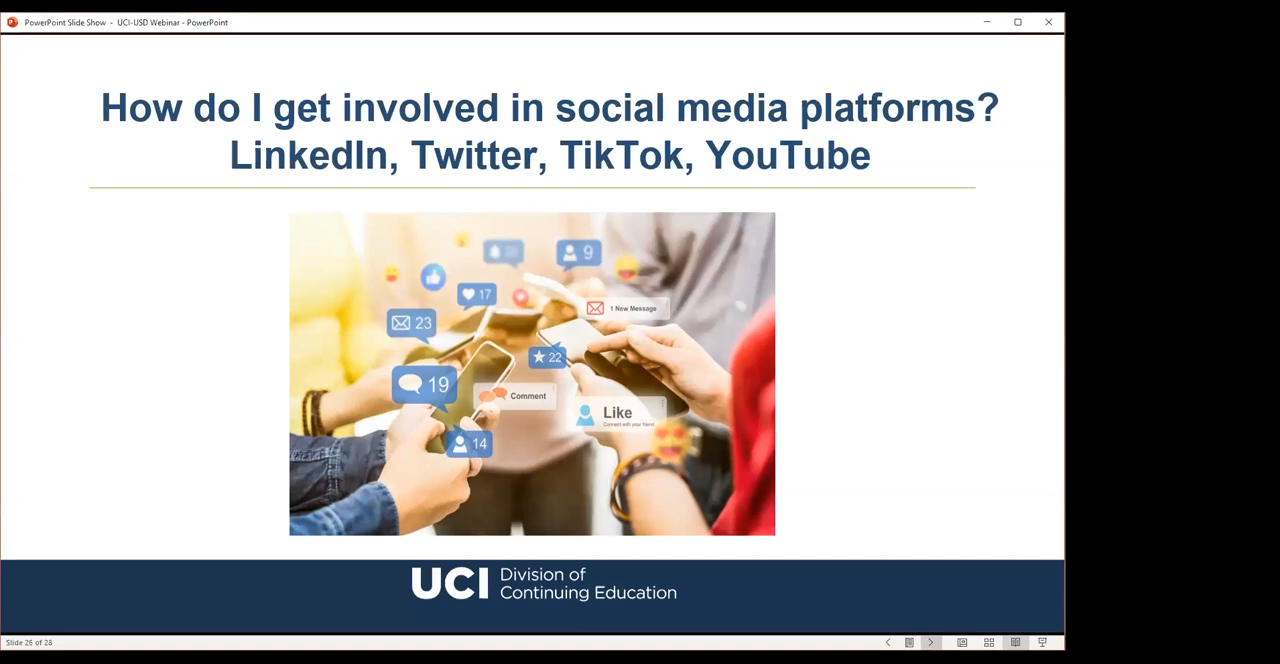 PowerPoint Slide Show - UCI-USD Webinar - PowerPoint
How do I get involved in social media platforms?
LinkedIn, Twitter, TikTok, YouTube
9
17
1 New Message
23
22
19
Comment
Like
Connect with your friend
14
UCI Division of
Continuing Education
Slide 26 of 28